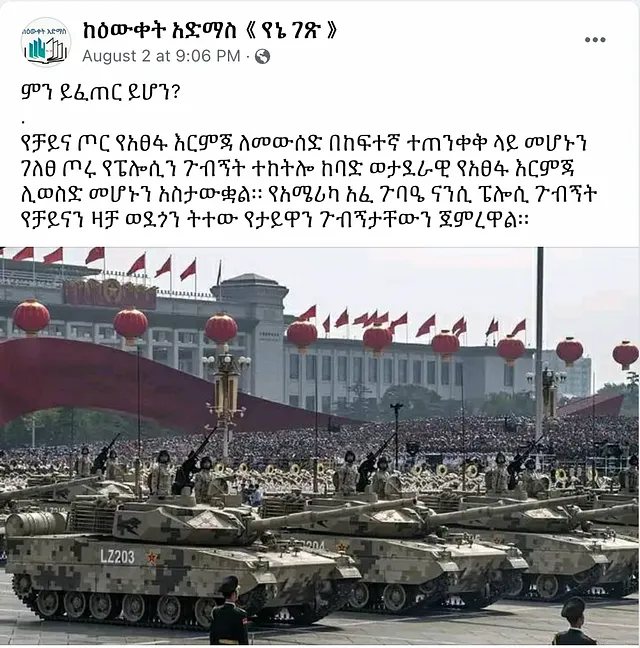 ከዕውቀት አድማስ《 የኔ ገጽ 》
August 2 at 9:06 PM ·
ምን ይፈጠር ይሆን?
.
የቻይና ጦር የአፀፋ እርምጃ ለመውሰድ በከፍተኛ ተጠንቀቅ ላይ መሆኑን
ገለፀ ጦሩ የፔሎሲን ጉብኝት ተከትሎ ከባድ ወታደራዊ የአፀፋ እርምጃ
ሊወስድ መሆኑን አስታውቋል፡፡ የአሜሪካ አፈ ጉባዔ ናንሲ ፔሎሲ ጉብኝት
የቻይናን ዛቻ ወደጎን ትተው የታይዋን ጉብኝታቸውን ጀምረዋል፡፡
LZ203